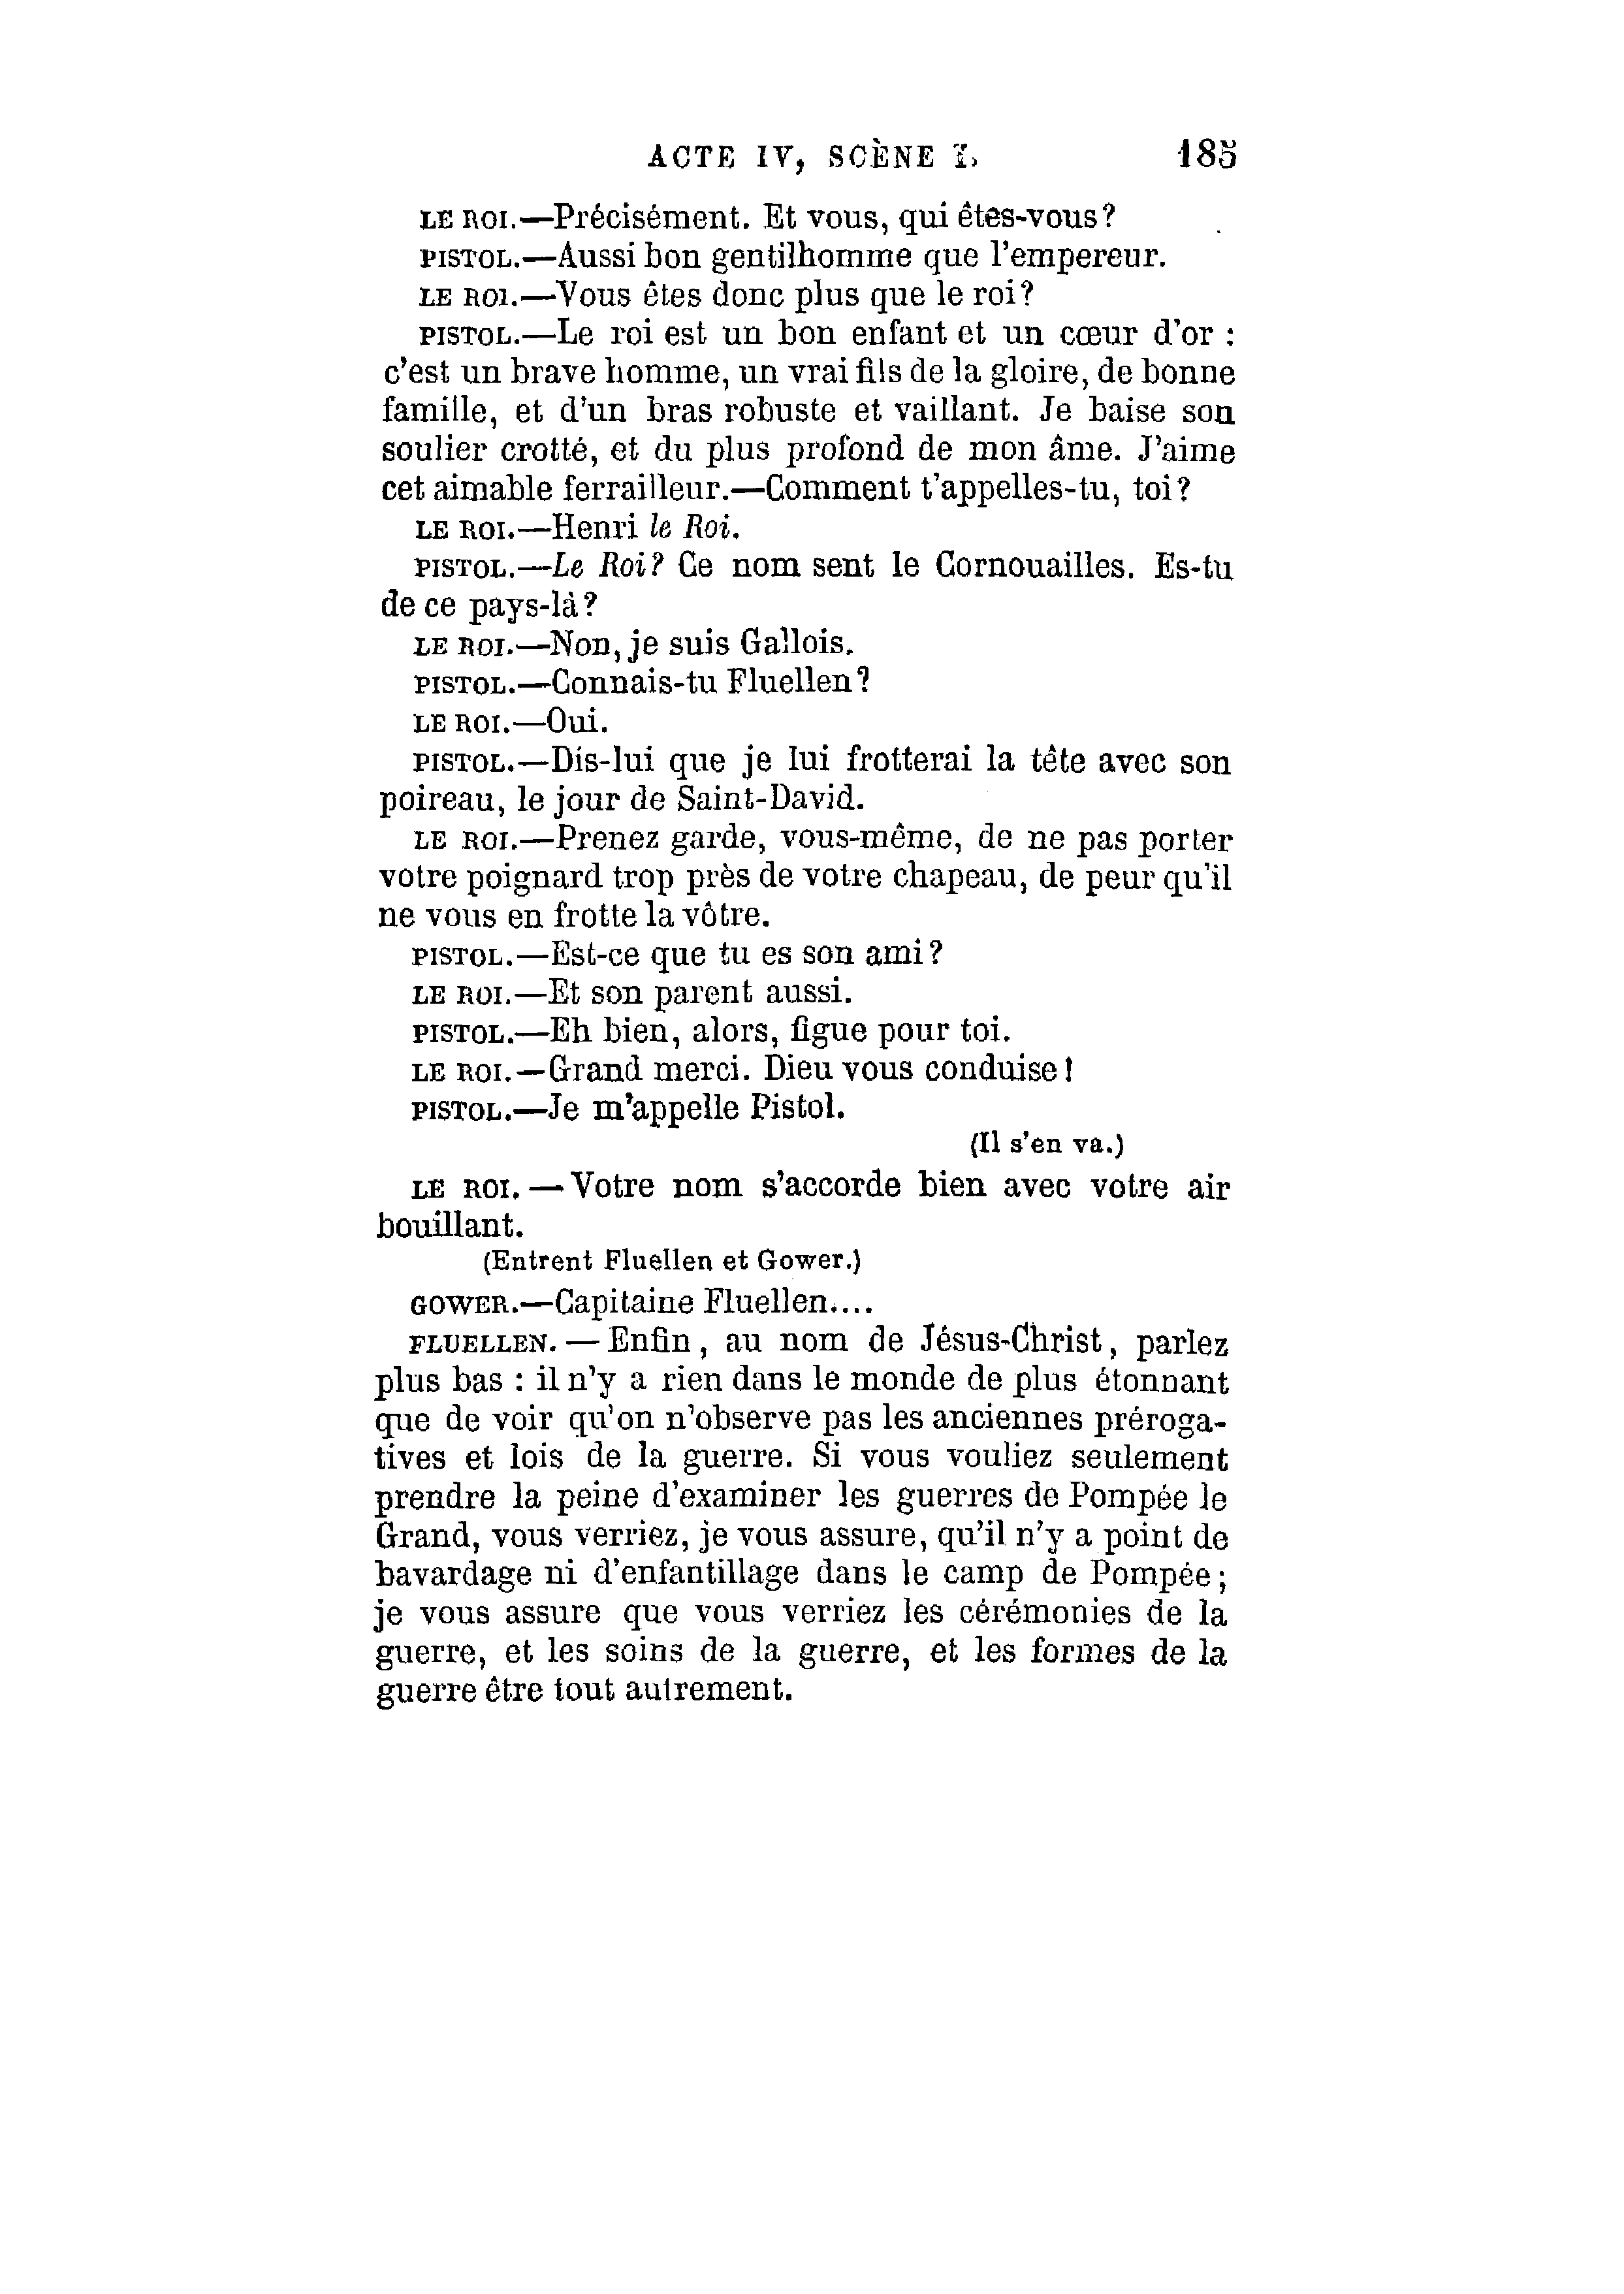 ACTE IV, SCÈNE I. 185
LE ROI.—Précisément. Et vous, qui êtes-vous?
PISTOL.—Aussi bon gentilhomme que l'empereur.
LE ROI.—Vous êtes donc plus que le roi?
PISTOL.—Le roi est un bon enfant et un cœur d'or :
c'est un brave homme, un vrai fils de la gloire, de bonne
famille, et d'un bras robuste et vaillant. Je baise son
soulier crotté, et du plus profond de mon âme. J'aime
cet aimable ferrailleur.—Comment t'appelles-tu, toi?
LE ROI.—Henri le Roi.
PISTOL.—Le Roi? Ce nom sent le Cornouailles. Es-tu
de ce pays-là?
LE ROI.—Non, je suis Gallois.
PISTOL.—Connais-tu Fluellen?
LE ROI.—Oui.
PISTOL.—Dis-lui que je lui frotterai la tête avec son
poireau, le jour de Saint-David.
LE ROI.—Prenez garde, vous-même, de ne pas porter
votre poignard trop près de votre chapeau, de peur qu'il
ne vous en frotte la vôtre.
PISTOL.—Est-ce que tu es son ami?
LE ROI.—Et son parent aussi.
PISTOL.—Eh bien, alors, figue pour toi.
LE ROI.—Grand merci. Dieu vous conduise!
PISTOL.—Je m'appelle Pistol.
(Il s'en va.)
LE ROI. — Votre nom s'accorde bien avec votre air
bouillant.
(Entrent Fluellen et Gower.)
GOWER.—Capitaine Fluellen....
FLUELLEN. — Enfin, au nom de Jésus-Christ, parlez
plus bas : il n'y a rien dans le monde de plus étonnant
que de voir qu'on n'observe pas les anciennes préroga-
tives et lois de la guerre. Si vous vouliez seulement
prendre la peine d'examiner les guerres de Pompée le
Grand, vous verriez, je vous assure, qu'il n'y a point de
bavardage ni d'enfantillage dans le camp de Pompée;
je vous assure que vous verriez les cérémonies de la
guerre, et les soins de la guerre, et les formes de la
guerre être tout autrement.